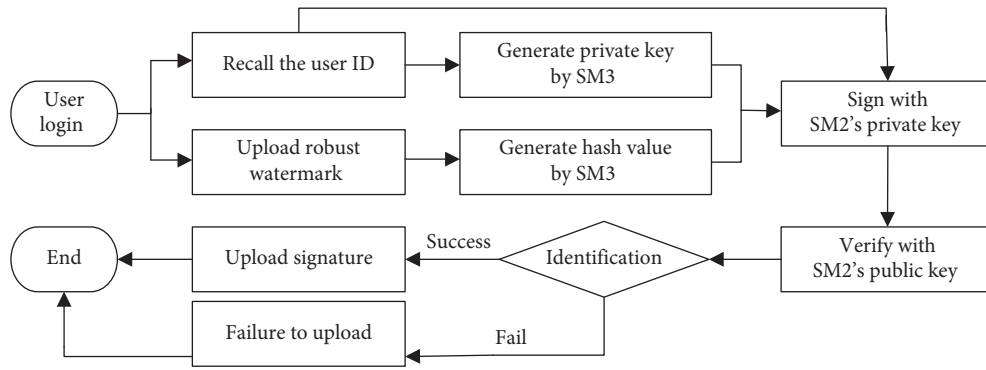 User
login
Recall the user ID
Generate private key
by SM3
Upload robust
watermark
Generate hash value
by SM3
Sign with
SM2's private key
Verify with
SM2's public key
Identification
Success
Upload signature
End
Fail
Failure to upload